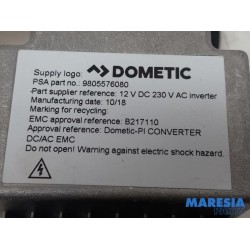 Supply logo: DOMETIC
PSA part no.: 9805576080
Part supplier reference: 12 V DC 230 V AC inverter
Manufacturing date: 10/18
Marking for recycling:
EMC approval reference: B217110
Approval reference: Dometic-PI CONVERTER
DC/AC EMC
Do not open! Warning against electric shock hazard.
MARESIA